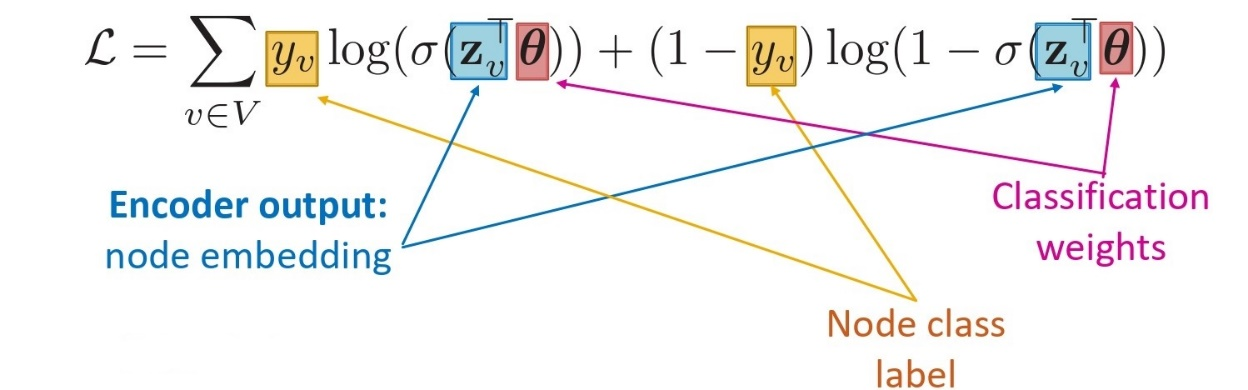 ℒ = ∑ y_v log(σ(z_v^⊤ θ)) + (1 − y_v) log(1 − σ(z_v^⊤ θ))
v∈V
Encoder output:
node embedding
Classification
weights
Node class
label